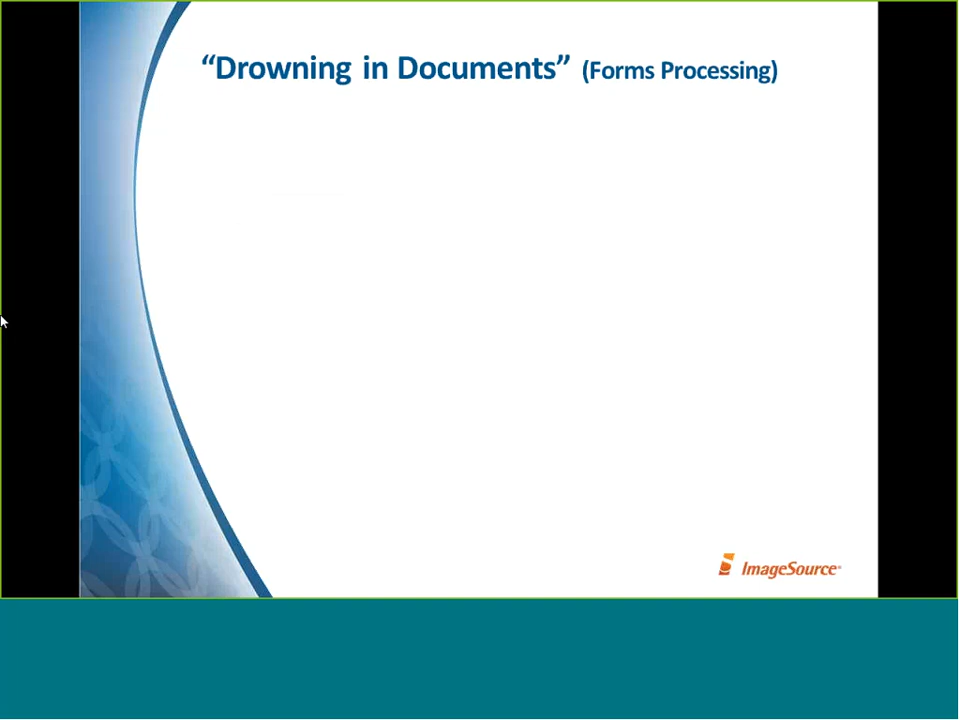 “Drowning in Documents” (Forms Processing)
ImageSource®